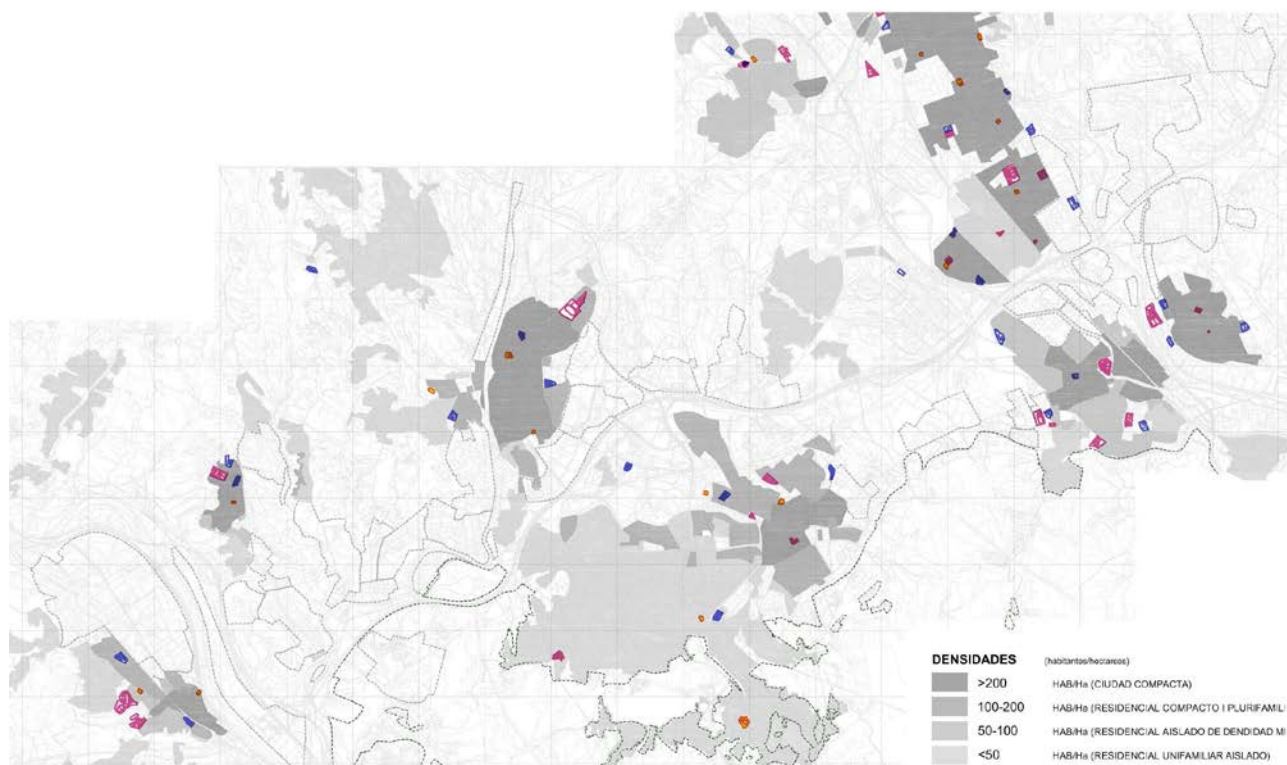 DENSIDADES (habitantes/hectareas)
>200 HAB/Ha (CIUDAD COMPACTA)
100-200 HAB/Ha (RESIDENCIAL COMPACTO I PLURIFAMILI
50-100 HAB/Ha (RESIDENCIAL AISLADO DE DENDIDAD MI
<50 HAB/Ha (RESIDENCIAL UNIFAMILIAR AISLADO)